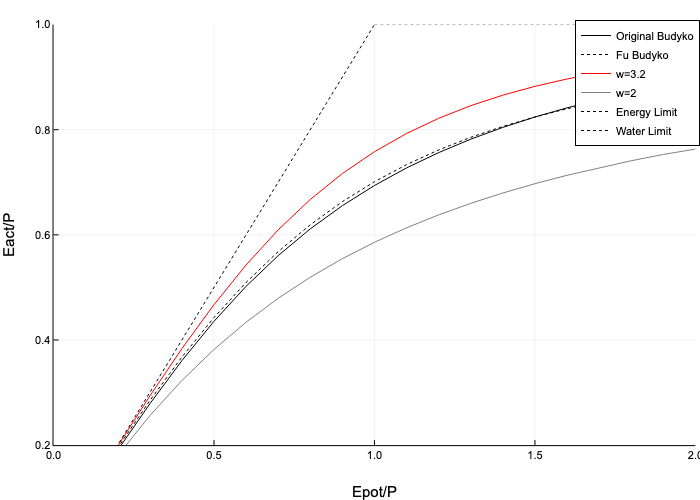 1.0
0.8
0.6
0.4
0.2
Eact/P
0.0 0.5 1.0 1.5 2.0
Epot/P
Original Budyko
Fu Budyko
w=3.2
w=2
Energy Limit
Water Limit